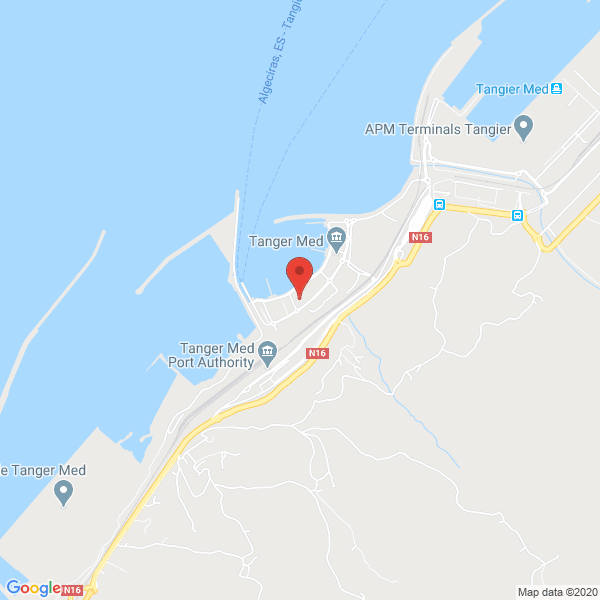 Algeciras, ES - Tangie
Tangier Med
APM Terminals Tangier
N16
Tanger Med
N16
Tanger Med
Port Authority
e Tanger Med
Google
N16
Map data ©2020